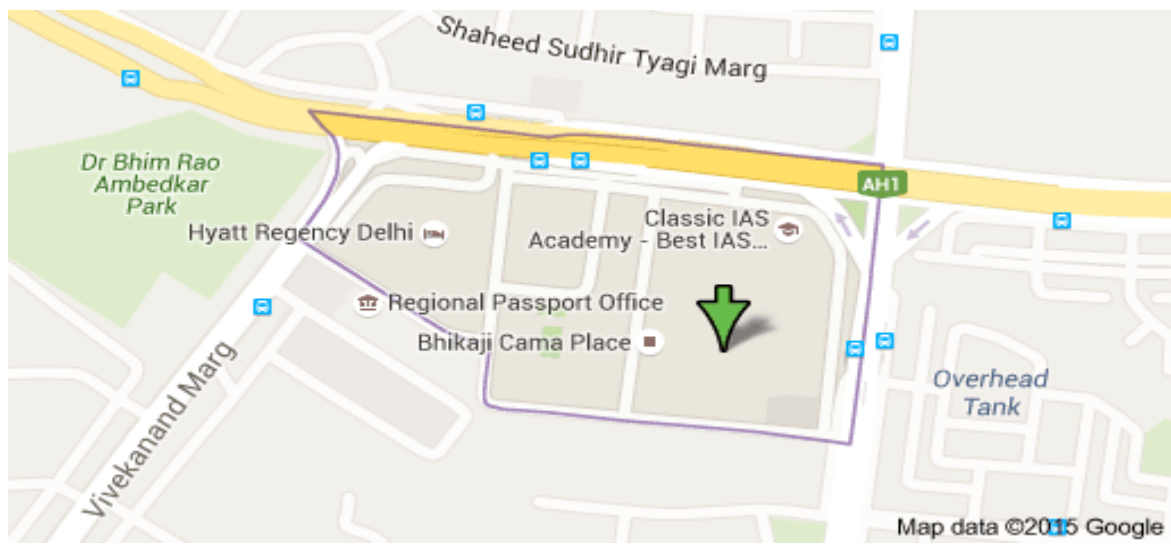 Shaheed Sudhir Tyagi Marg
Dr Bhim Rao
Ambedkar
Park
AH1
Hyatt Regency Delhi
Classic IAS
Academy - Best IAS...
Regional Passport Office
Bhikaji Cama Place
Overhead
Tank
Vivekanand Marg
Map data ©2015 Google